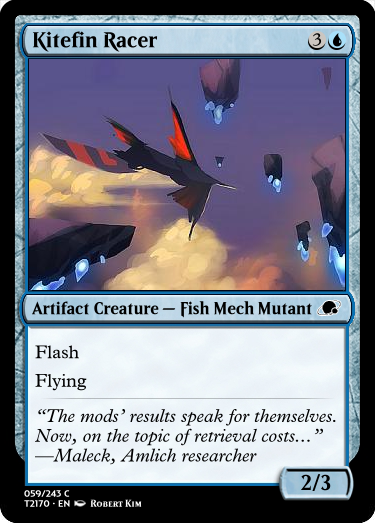 Kitefin Racer 3
Artifact Creature — Fish Mech Mutant
Flash
Flying
“The mods’ results speak for themselves.
Now, on the topic of retrieval costs…”
—Maleck, Amlich researcher
2/3
059/243 C
T2170 • EN Robert Kim